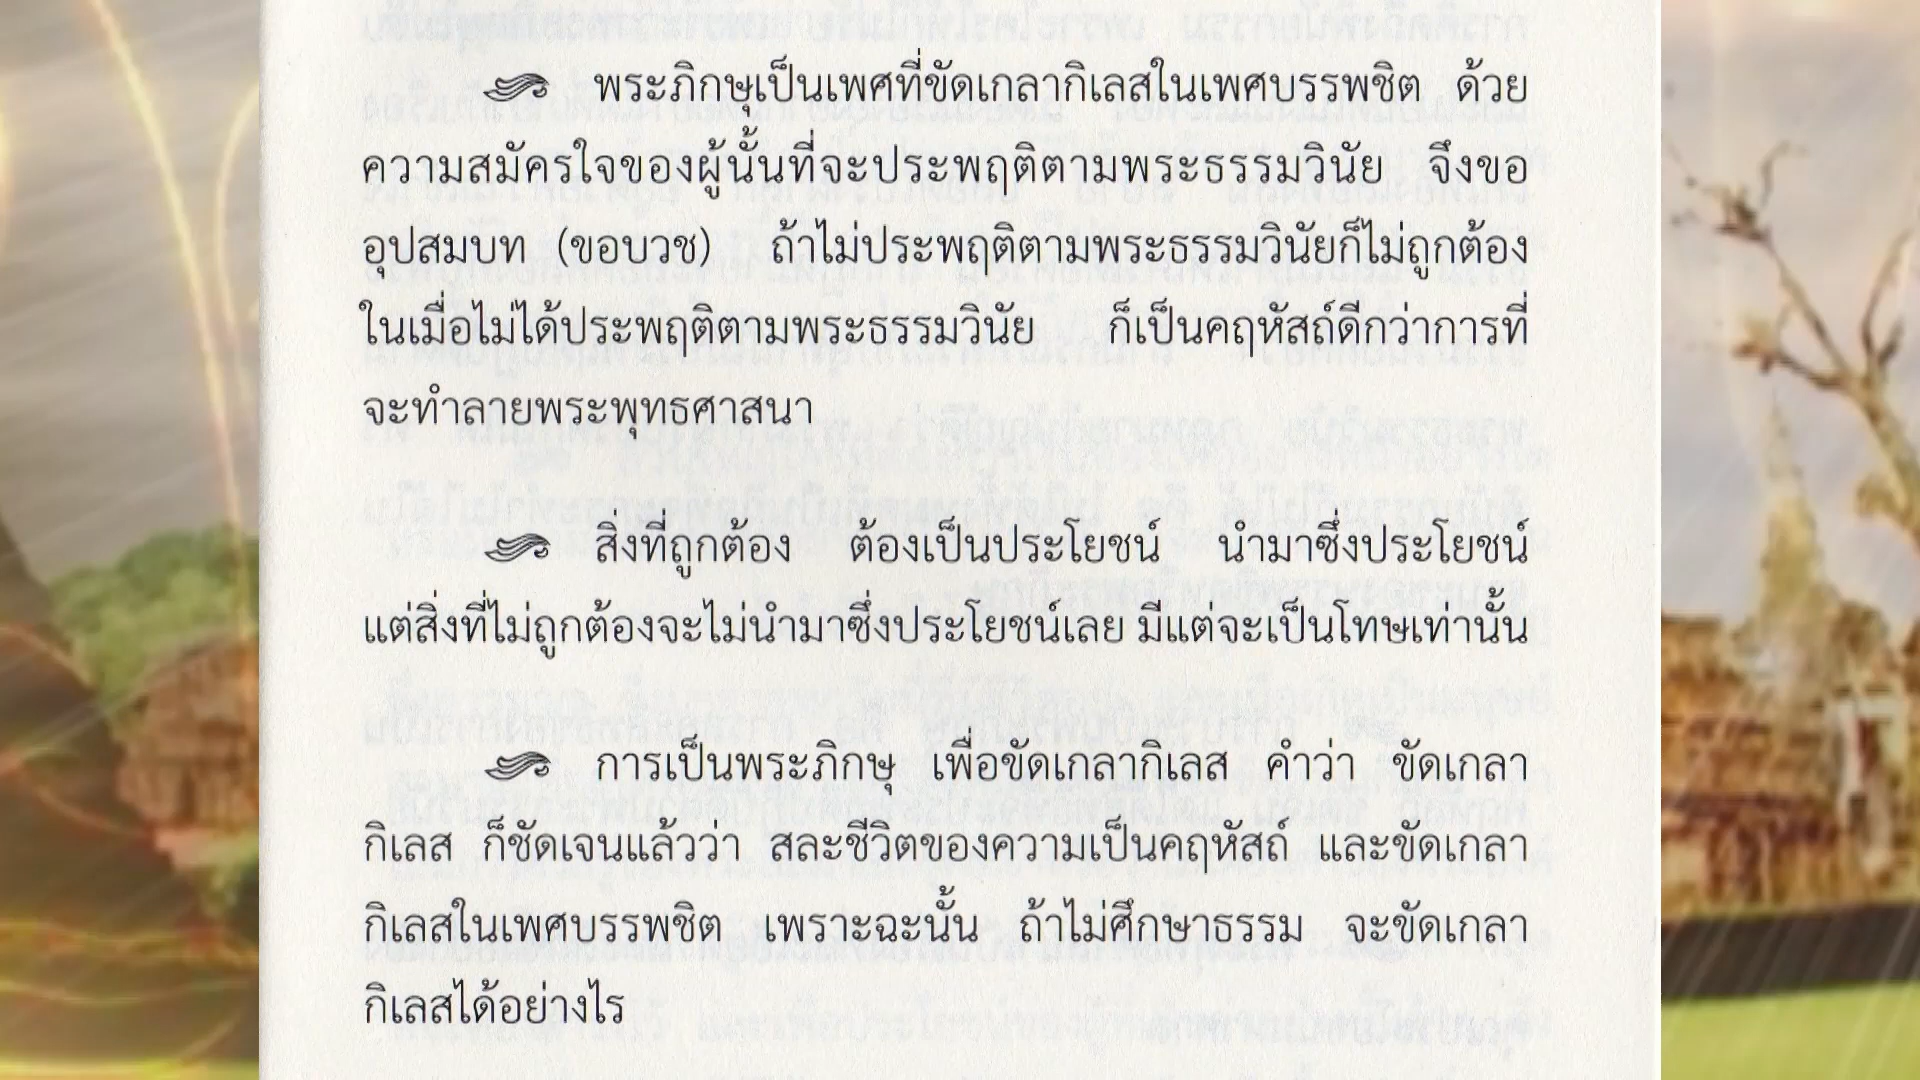 พระภิกษุเป็นเพศที่ขัดเกลากิเลสในเพศบรรพชิต ด้วย
ความสมัครใจของผู้นั้นที่จะประพฤติตามพระธรรมวินัย จึงขอ
อุปสมบท (ขอบวช) ถ้าไม่ประพฤติตามพระธรรมวินัยก็ไม่ถูกต้อง
ในเมื่อไม่ได้ประพฤติตามพระธรรมวินัย ก็เป็นคฤหัสถ์ดีกว่าการที่
จะทำลายพระพุทธศาสนา
สิ่งที่ถูกต้อง ต้องเป็นประโยชน์ นำมาซึ่งประโยชน์
แต่สิ่งที่ไม่ถูกต้องจะไม่นำมาซึ่งประโยชน์เลย มีแต่จะเป็นโทษเท่านั้น
การเป็นพระภิกษุ เพื่อขัดเกลากิเลส คำว่า ขัดเกลา
กิเลส ก็ชัดเจนแล้วว่า สละชีวิตของความเป็นคฤหัสถ์ และขัดเกลา
กิเลสในเพศบรรพชิต เพราะฉะนั้น ถ้าไม่ศึกษาธรรม จะขัดเกลา
กิเลสได้อย่างไร